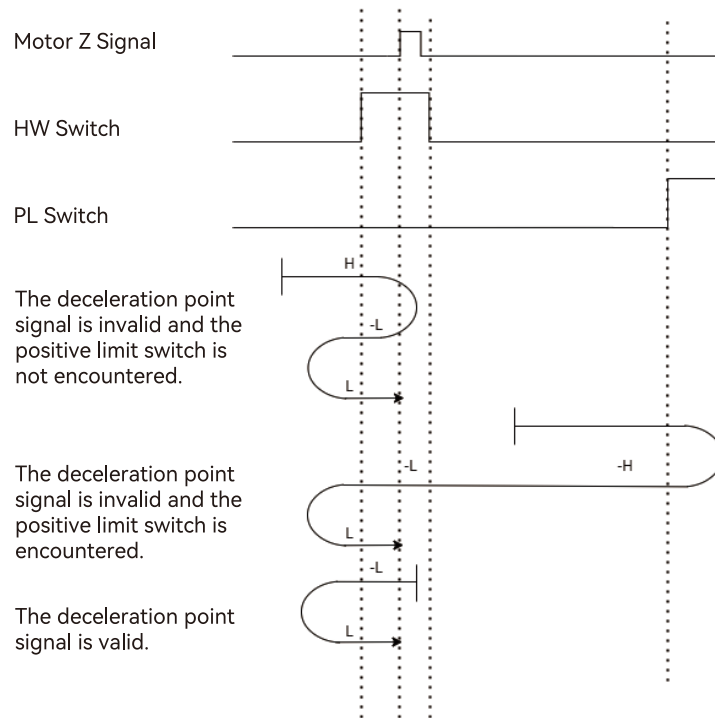 Motor Z Signal
HW Switch
PL Switch
H
The deceleration point
signal is invalid and the
positive limit switch is
not encountered.
-L
L
-L
-H
The deceleration point
signal is invalid and the
positive limit switch is
encountered.
L
-L
The deceleration point
signal is valid.
L